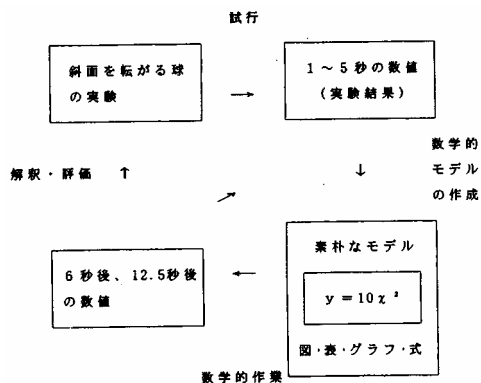 試行
斜面を転がる球
の実験
→
1～5秒の数値
(実験結果)
数学的
モデル
の作成
解釈・評価 ↑
↓
→
素朴なモデル
y＝10χ²
図・表・グラフ・式
←
6秒後、12.5秒後
の数値
数学的作業